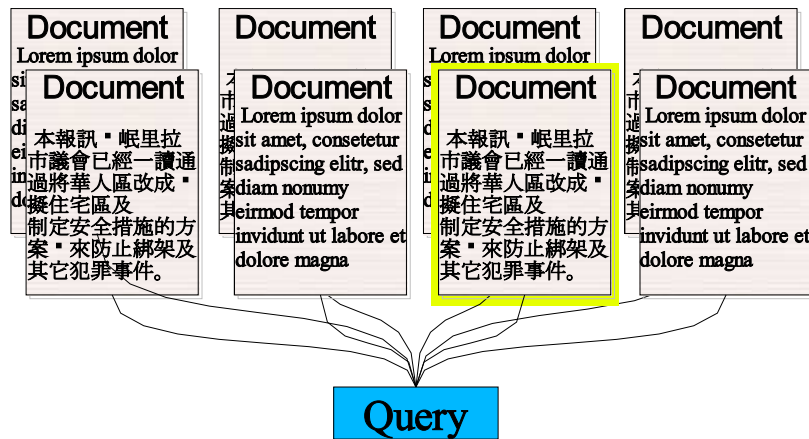 Document
Lorem ipsum dolor
Document
本報訊▪岷里拉
市議會已經一讀通
過將華人區改成▪
擬住宅區及
制定安全措施的方
案▪來防止綁架及
其它犯罪事件。
Document
Document
Lorem ipsum dolor
sit amet, consetetur
sadipscing elitr, sed
diam nonumy
eirmod tempor
invidunt ut labore et
dolore magna
Document
Lorem ipsum dolor
Document
本報訊▪岷里拉
市議會已經一讀通
過將華人區改成▪
擬住宅區及
制定安全措施的方
案▪來防止綁架及
其它犯罪事件。
Document
Document
Lorem ipsum dolor
sit amet, consetetur
sadipscing elitr, sed
diam nonumy
eirmod tempor
invidunt ut labore et
dolore magna
Query